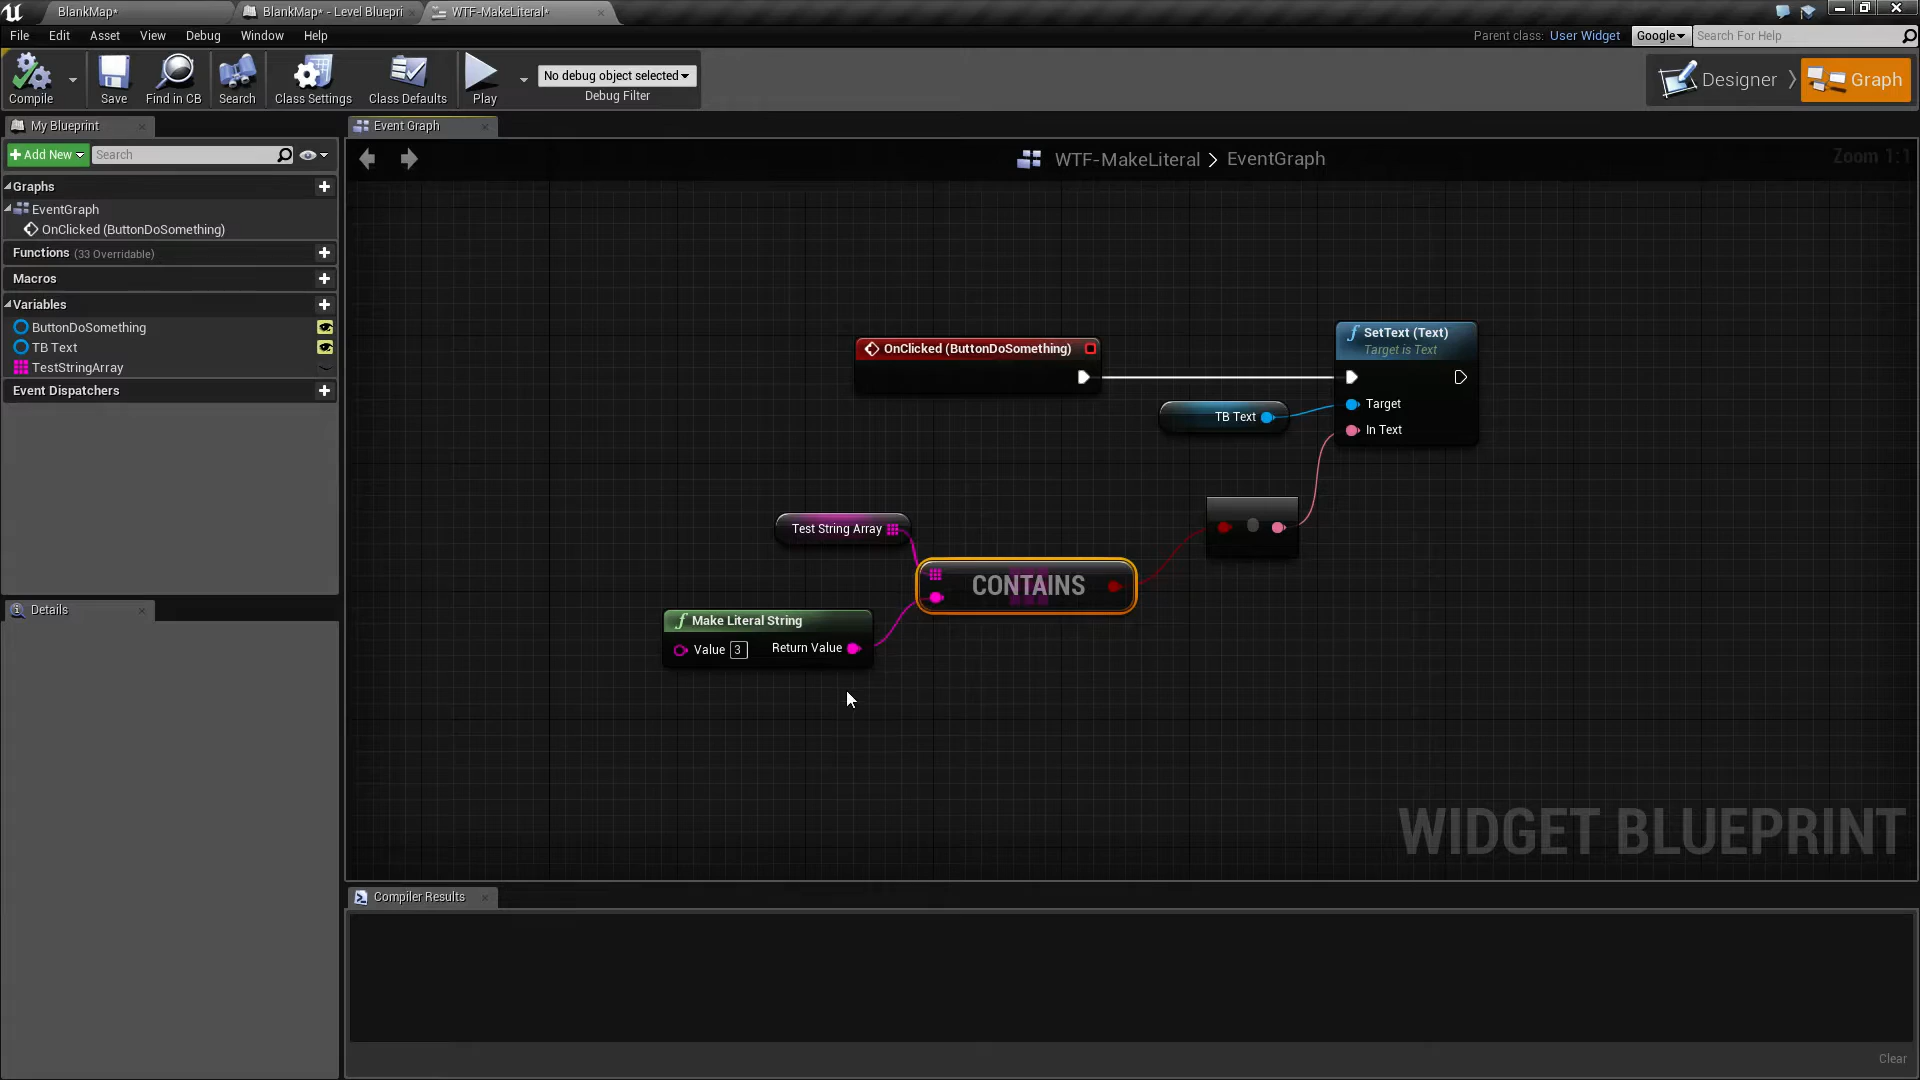 BlankMap*
BlankMap* - Level Bluepri
WTF-MakeLiteral*
File Edit Asset View Debug Window Help
Parent class: User Widget Google Search For Help
Compile
Save
Find in CB
Search
Class Settings
Class Defaults
Play
No debug object selected
Debug Filter
Designer
Graph
My Blueprint
Event Graph
Add New Search
WTF-MakeLiteral > EventGraph
Zoom 1:1
Graphs
EventGraph
OnClicked (ButtonDoSomething)
Functions (33 Overridable)
Macros
Variables
ButtonDoSomething
TB Text
TestStringArray
Event Dispatchers
OnClicked (ButtonDoSomething)
SetText (Text)
Target is Text
TB Text
Target
In Text
Test String Array
CONTAINS
Make Literal String
Value 3 Return Value
Details
WIDGET BLUEPRINT
Compiler Results
Clear